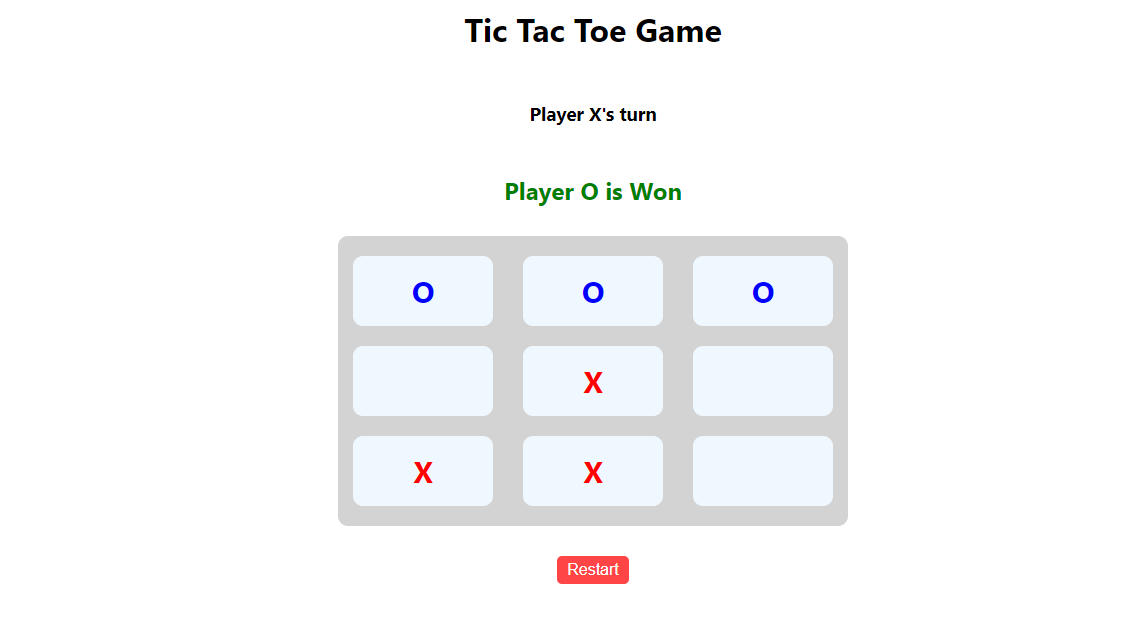 Tic Tac Toe Game
Player X's turn
Player O is Won
O O O
X
X X
Restart